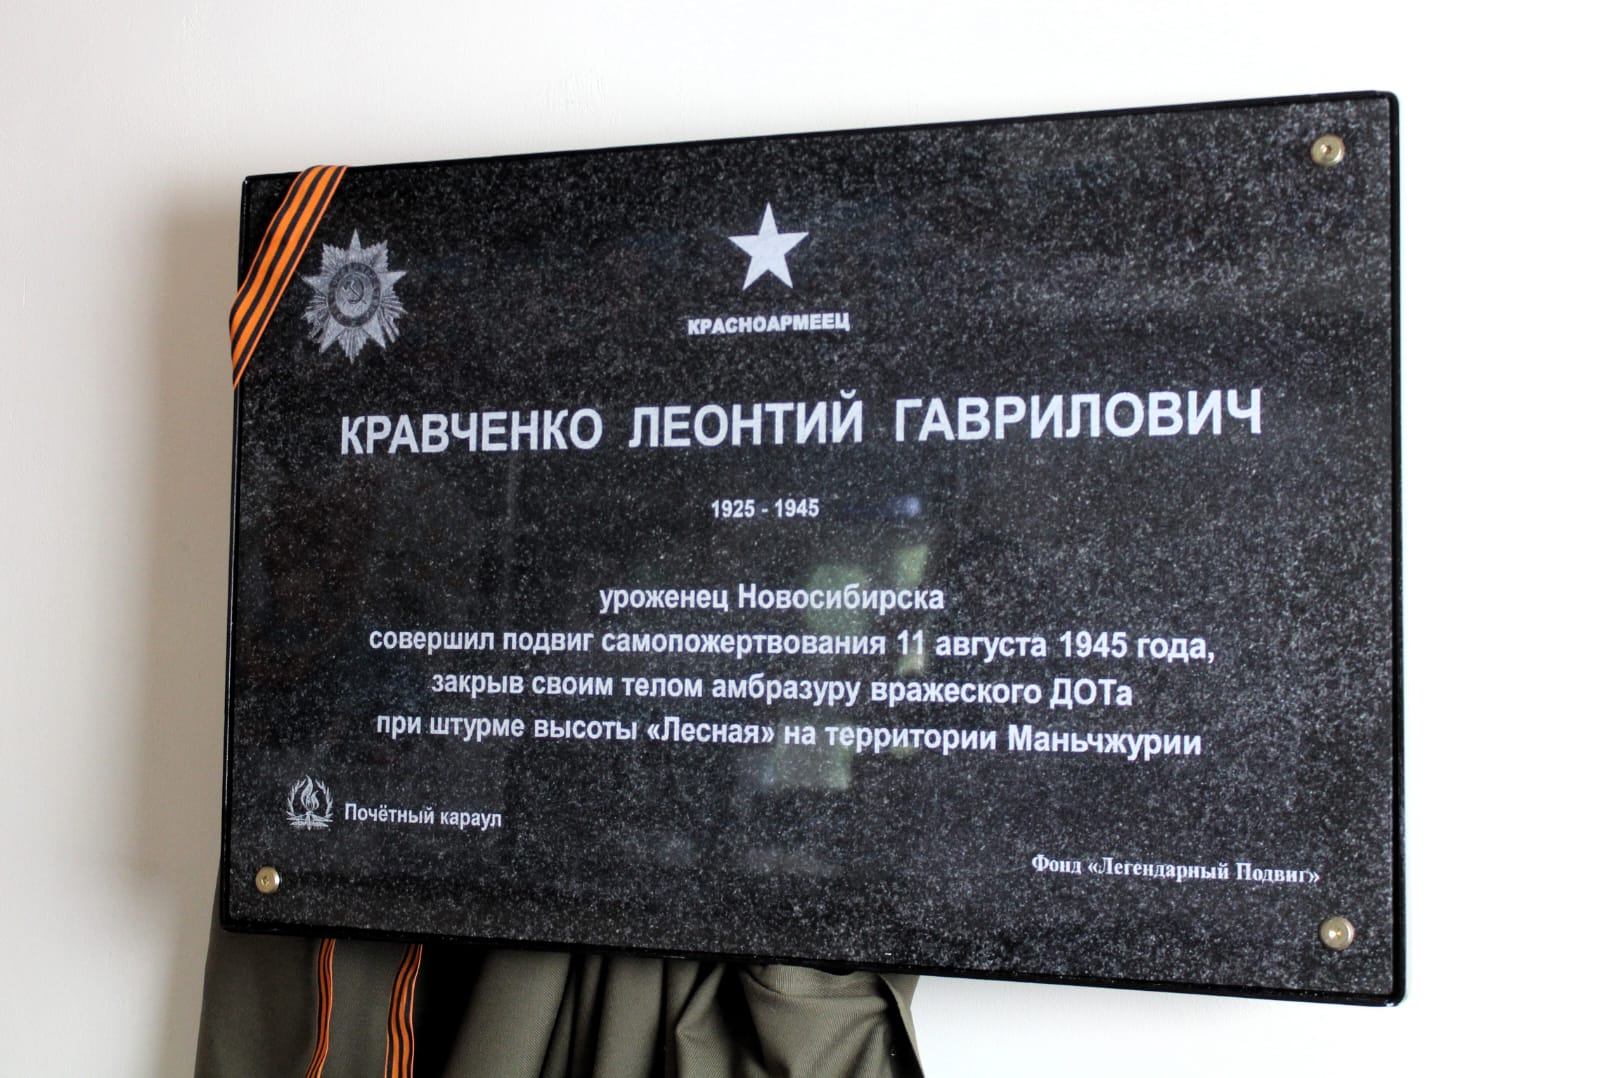 КРАСНОАРМЕЕЦ
КРАВЧЕНКО ЛЕОНТИЙ ГАВРИЛОВИЧ
1925 - 1945
уроженец Новосибирска
совершил подвиг самопожертвования 11 августа 1945 года,
закрыв своим телом амбразуру вражеского ДОТа
при штурме высоты «Лесная» на территории Маньчжурии
Почётный караул
Фонд «Легендарный Подвиг»